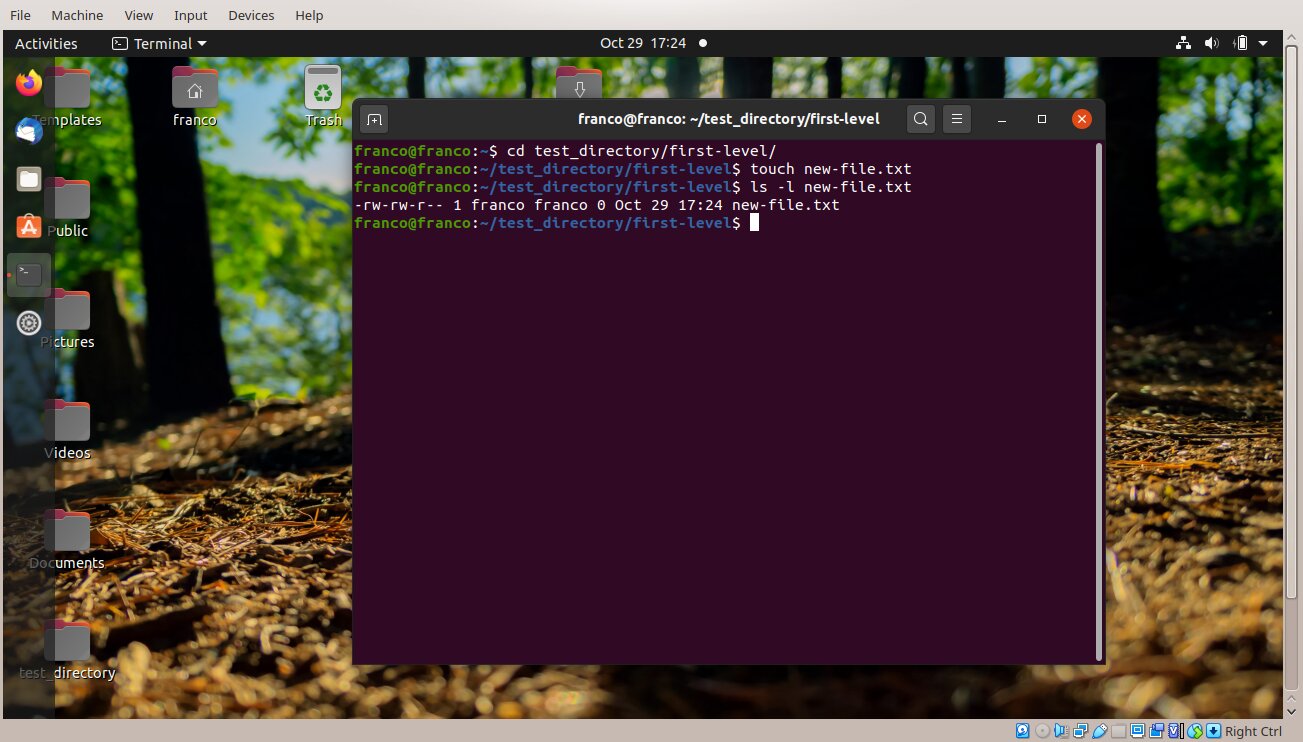 File Machine View Input Devices Help
Activities Terminal Oct 29 17:24
Templates franco Trash
franco@franco: ~/test_directory/first-level
franco@franco:~$ cd test_directory/first-level/
franco@franco:~/test_directory/first-level$ touch new-file.txt
franco@franco:~/test_directory/first-level$ ls -l new-file.txt
-rw-rw-r-- 1 franco franco 0 Oct 29 17:24 new-file.txt
franco@franco:~/test_directory/first-level$
Public
Pictures
Videos
Documents
test_directory
Right Ctrl